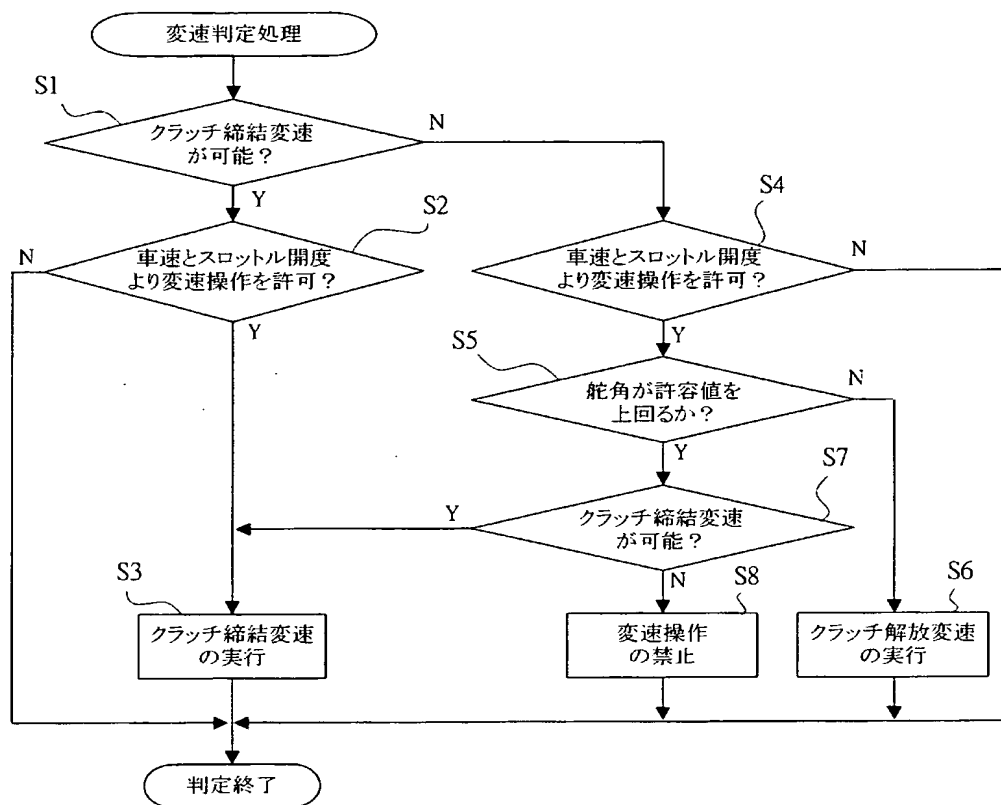 変速判定処理
S1
クラッチ締結変速
が可能？
N
Y
S2
N
車速とスロットル開度
より変速操作を許可？
Y
S4
車速とスロットル開度
より変速操作を許可？
N
Y
S5
舵角が許容値を
上回るか？
N
Y
S7
クラッチ締結変速
が可能？
Y
N
S3
クラッチ締結変速
の実行
S8
変速操作
の禁止
S6
クラッチ解放変速
の実行
判定終了